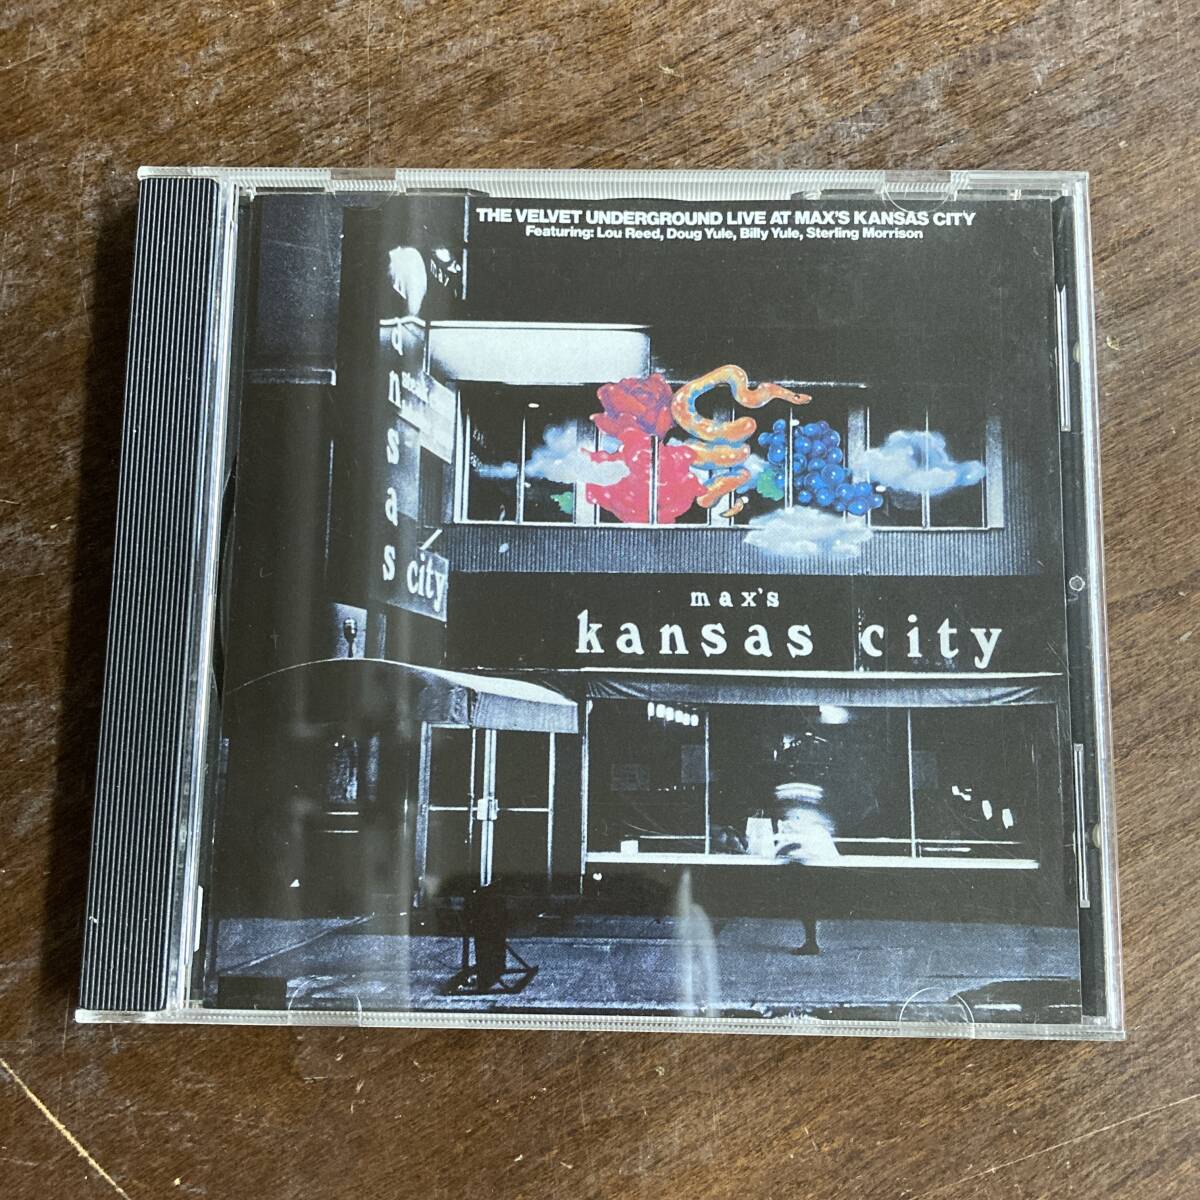 THE VELVET UNDERGROUND LIVE AT MAX'S KANSAS CITY
Featuring: Lou Reed, Doug Yule, Billy Yule, Sterling Morrison
ansas
city
max's
kansas city